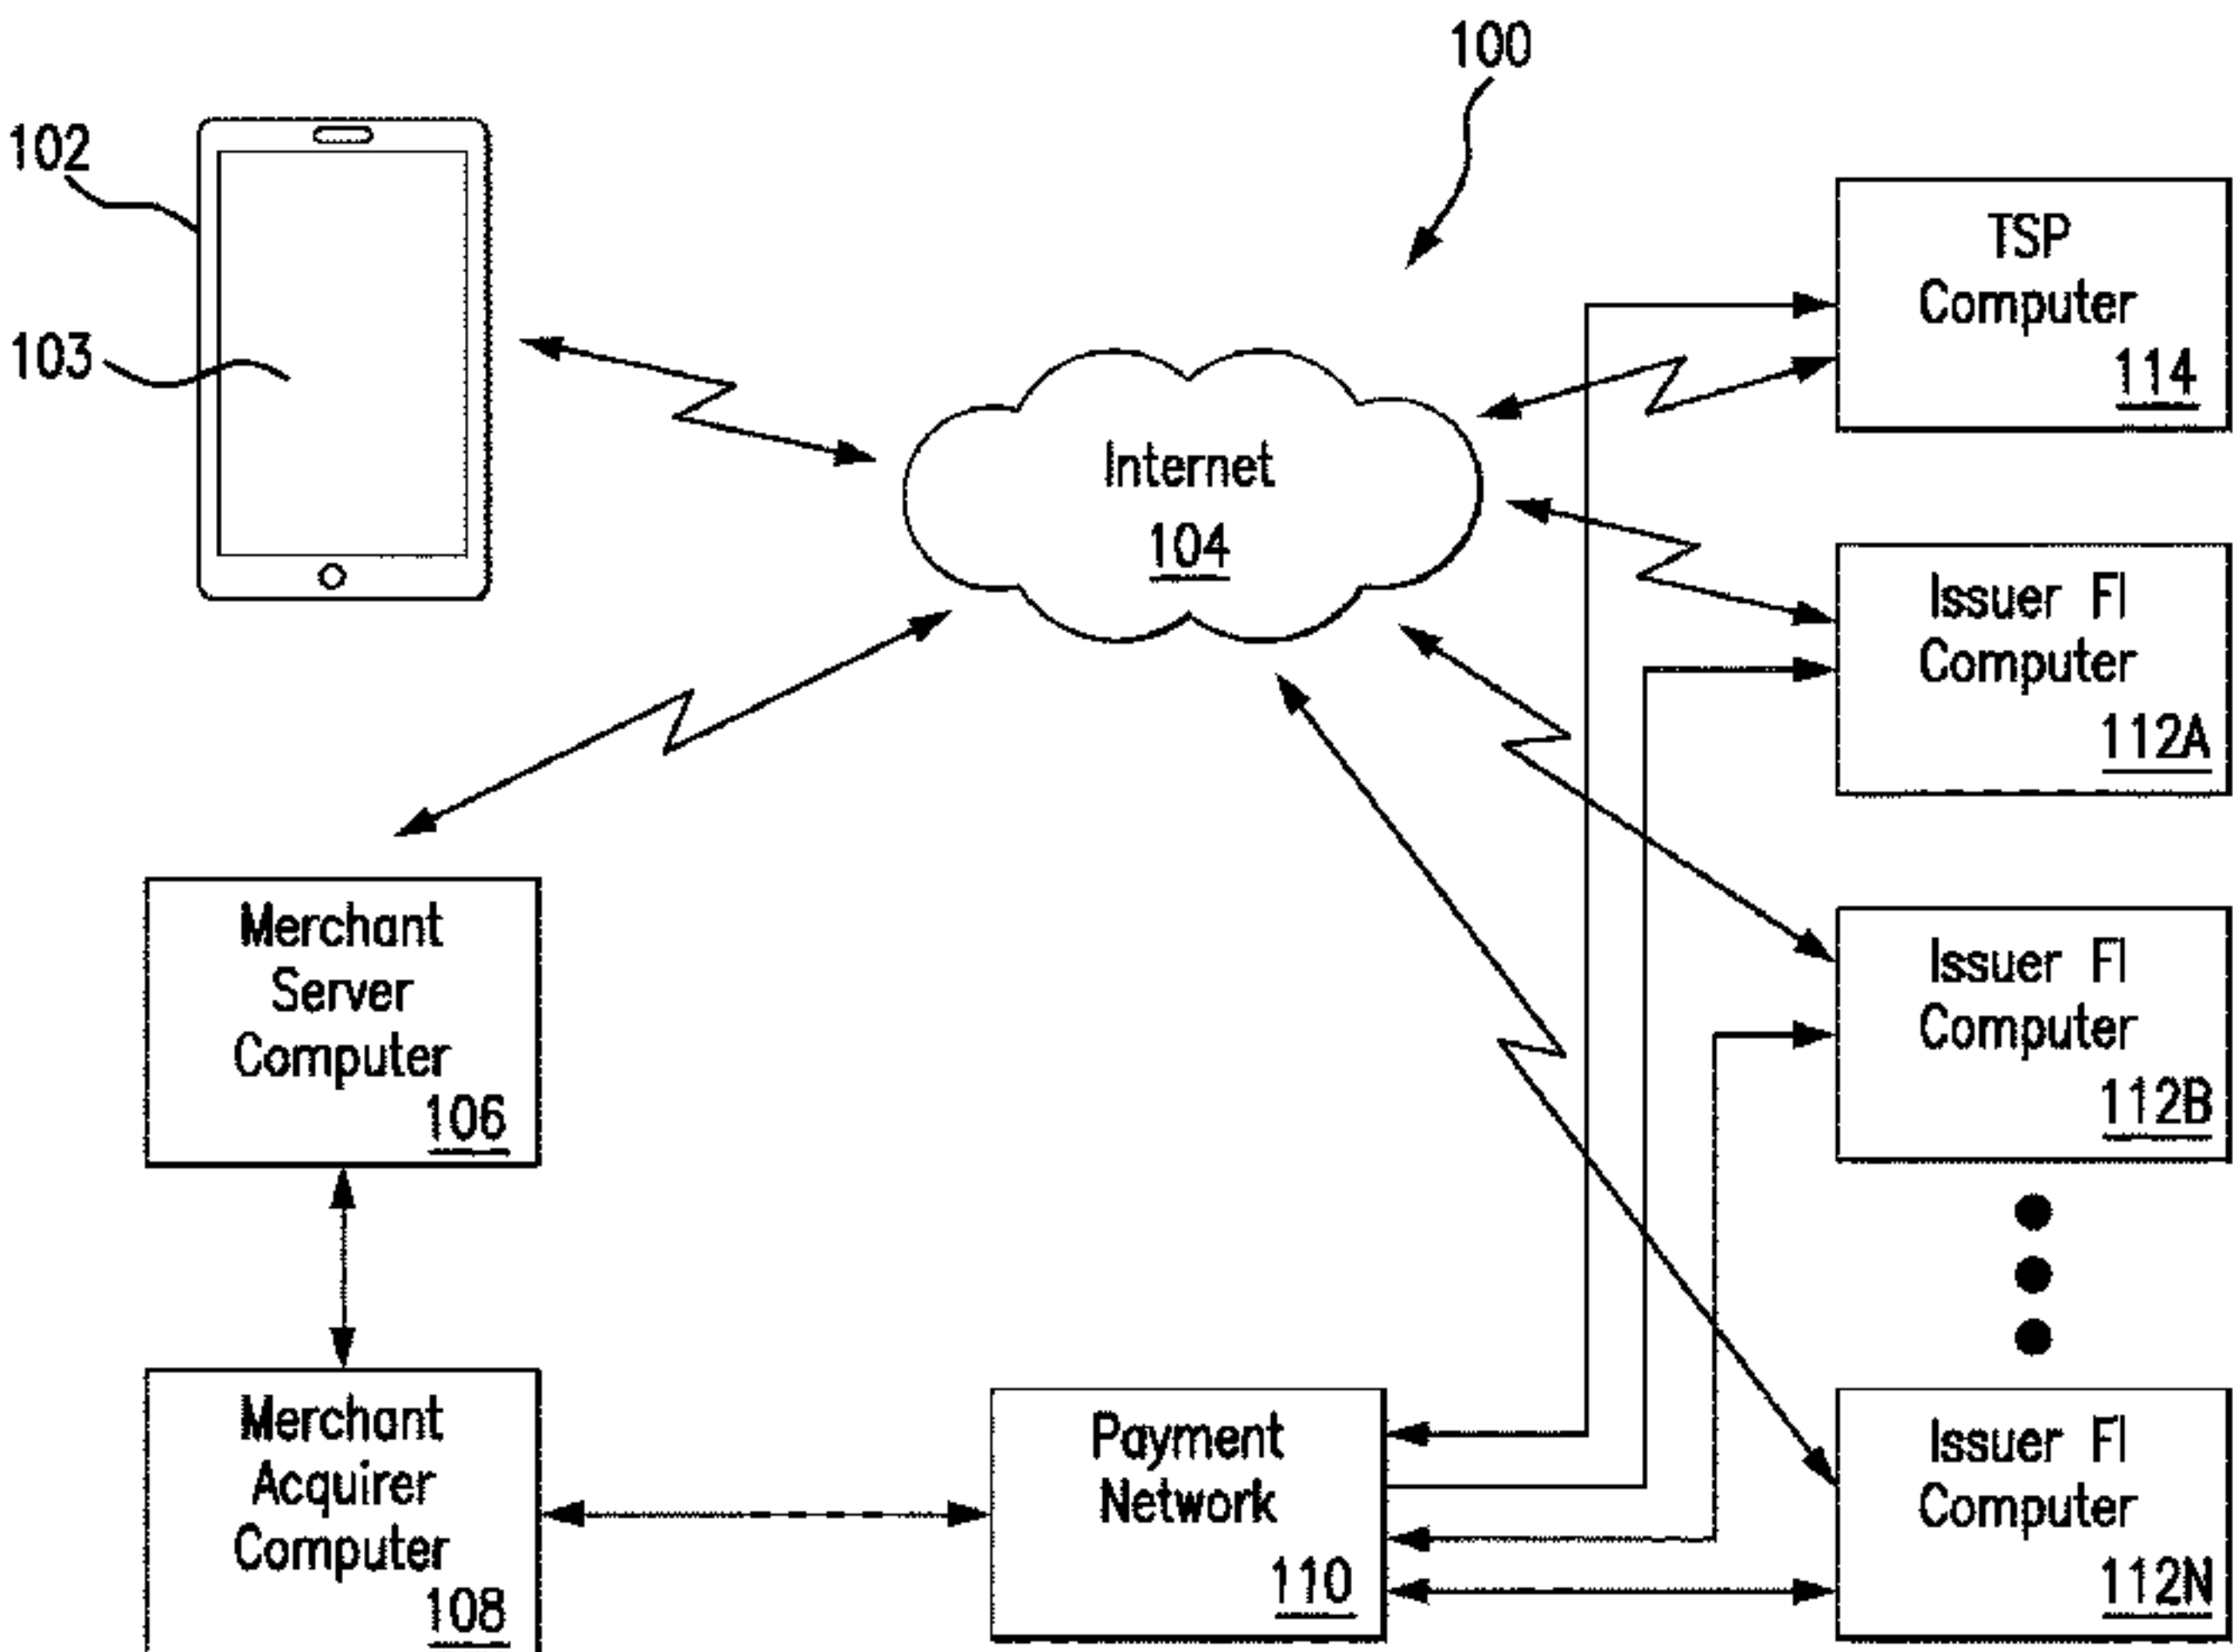 100
102
103
TSP
Computer
114
Internet
104
Issuer FI
Computer
112A
Merchant
Server
Computer
106
Issuer FI
Computer
112B
Merchant
Acquirer
Computer
108
Payment
Network
110
Issuer FI
Computer
112N